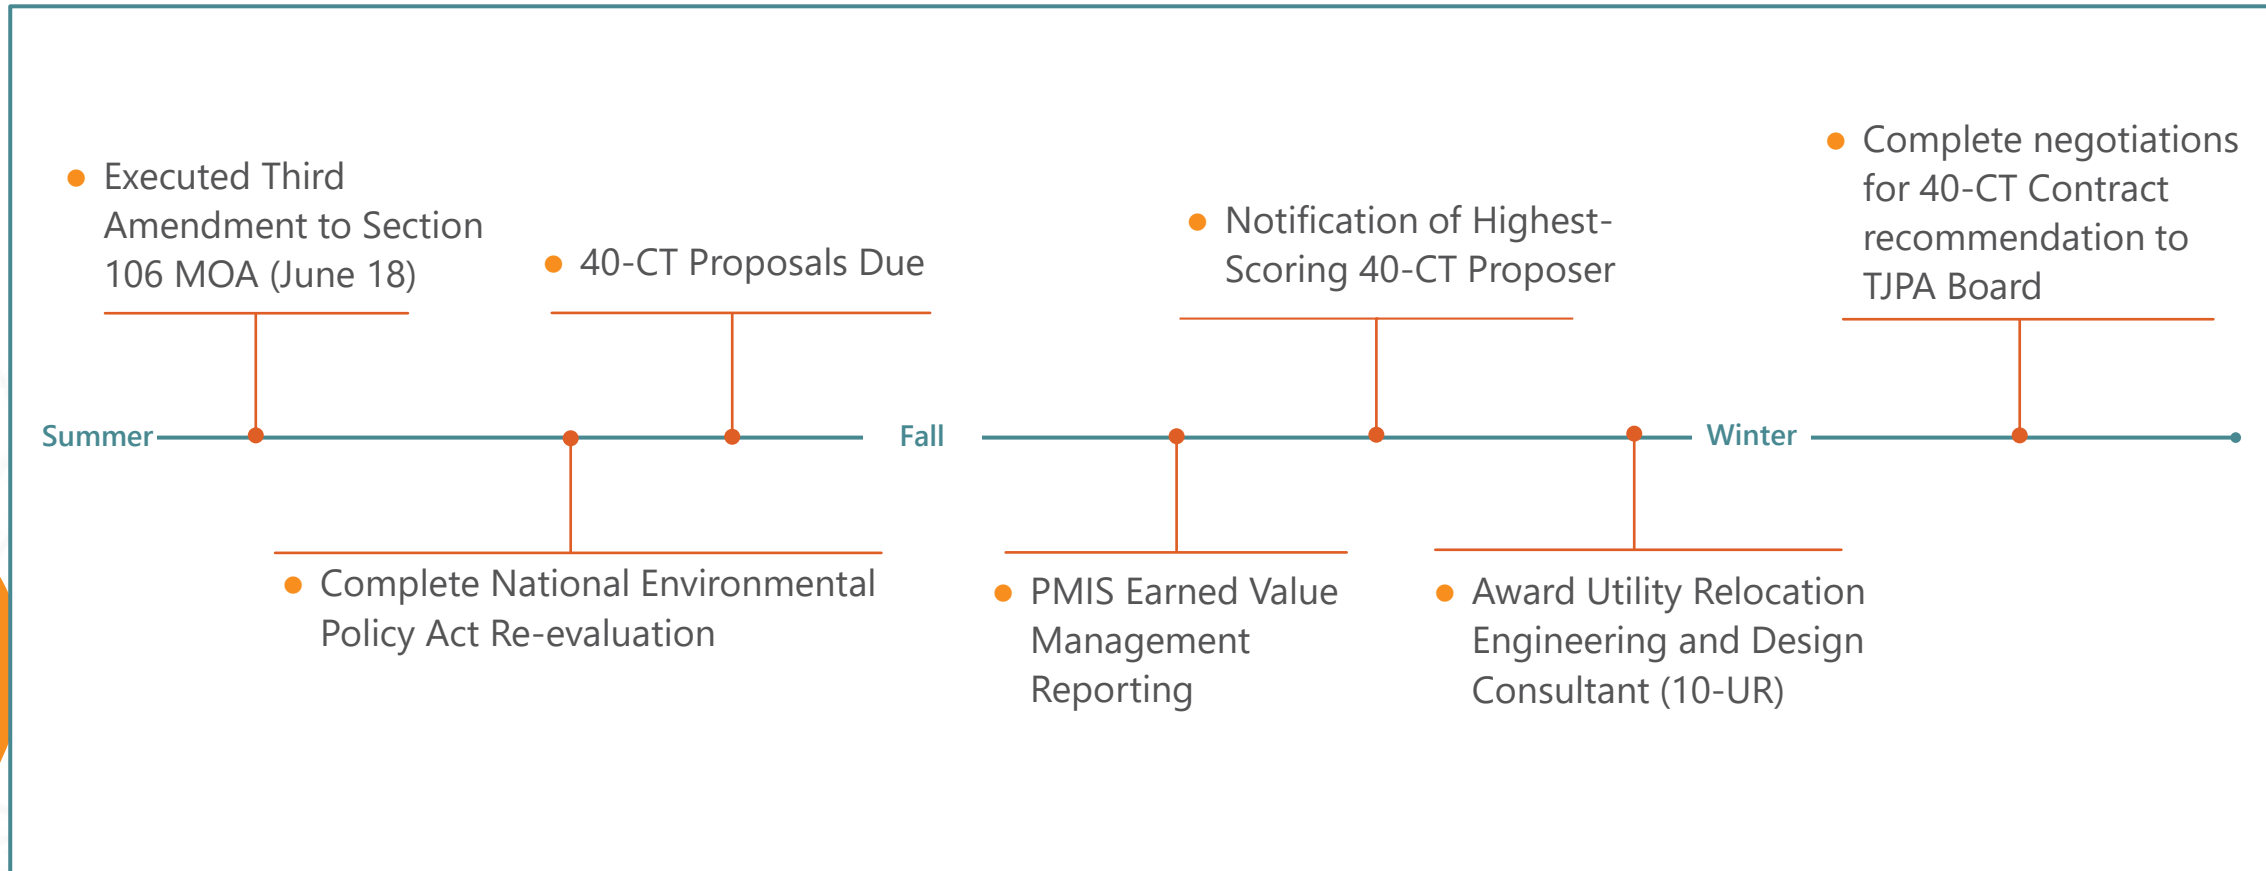 Executed Third
Amendment to Section
106 MOA (June 18)
40-CT Proposals Due
Notification of Highest-
Scoring 40-CT Proposer
Complete negotiations
for 40-CT Contract
recommendation to
TJPA Board
Summer
Fall
Winter
Complete National Environmental
Policy Act Re-evaluation
PMIS Earned Value
Management
Reporting
Award Utility Relocation
Engineering and Design
Consultant (10-UR)